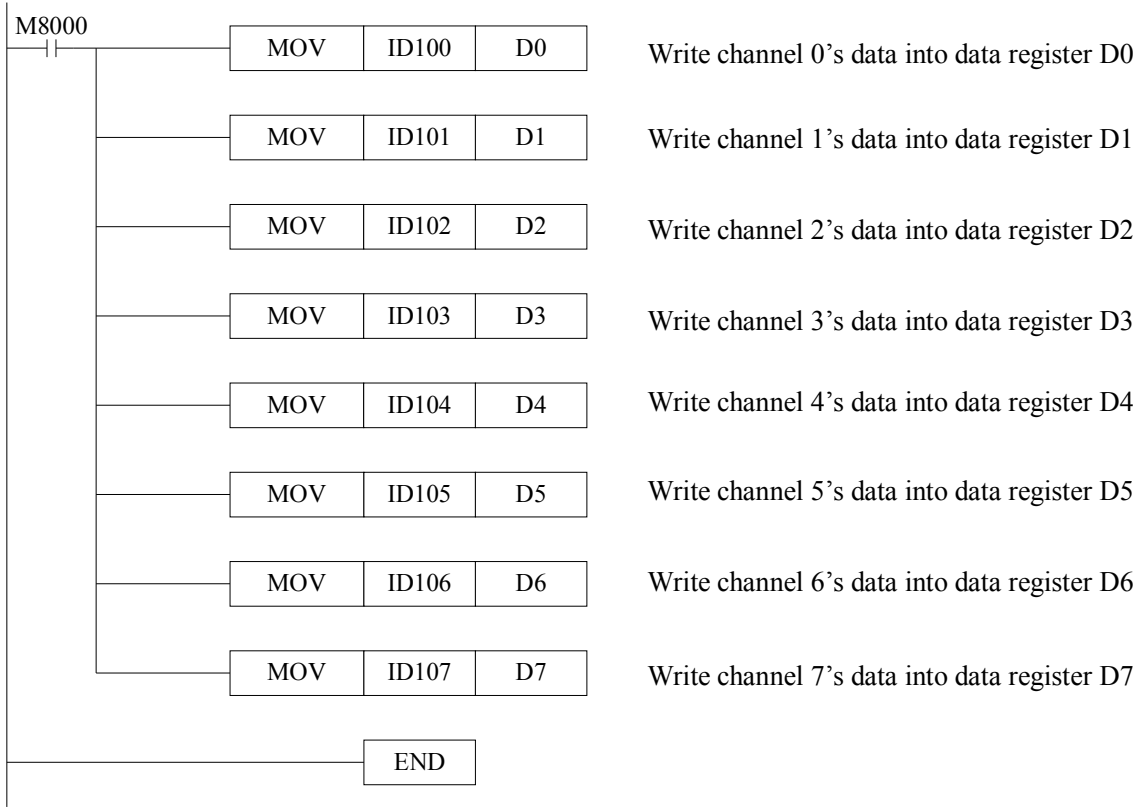 M8000
MOV ID100 D0 Write channel 0’s data into data register D0
MOV ID101 D1 Write channel 1’s data into data register D1
MOV ID102 D2 Write channel 2’s data into data register D2
MOV ID103 D3 Write channel 3’s data into data register D3
MOV ID104 D4 Write channel 4’s data into data register D4
MOV ID105 D5 Write channel 5’s data into data register D5
MOV ID106 D6 Write channel 6’s data into data register D6
MOV ID107 D7 Write channel 7’s data into data register D7
END